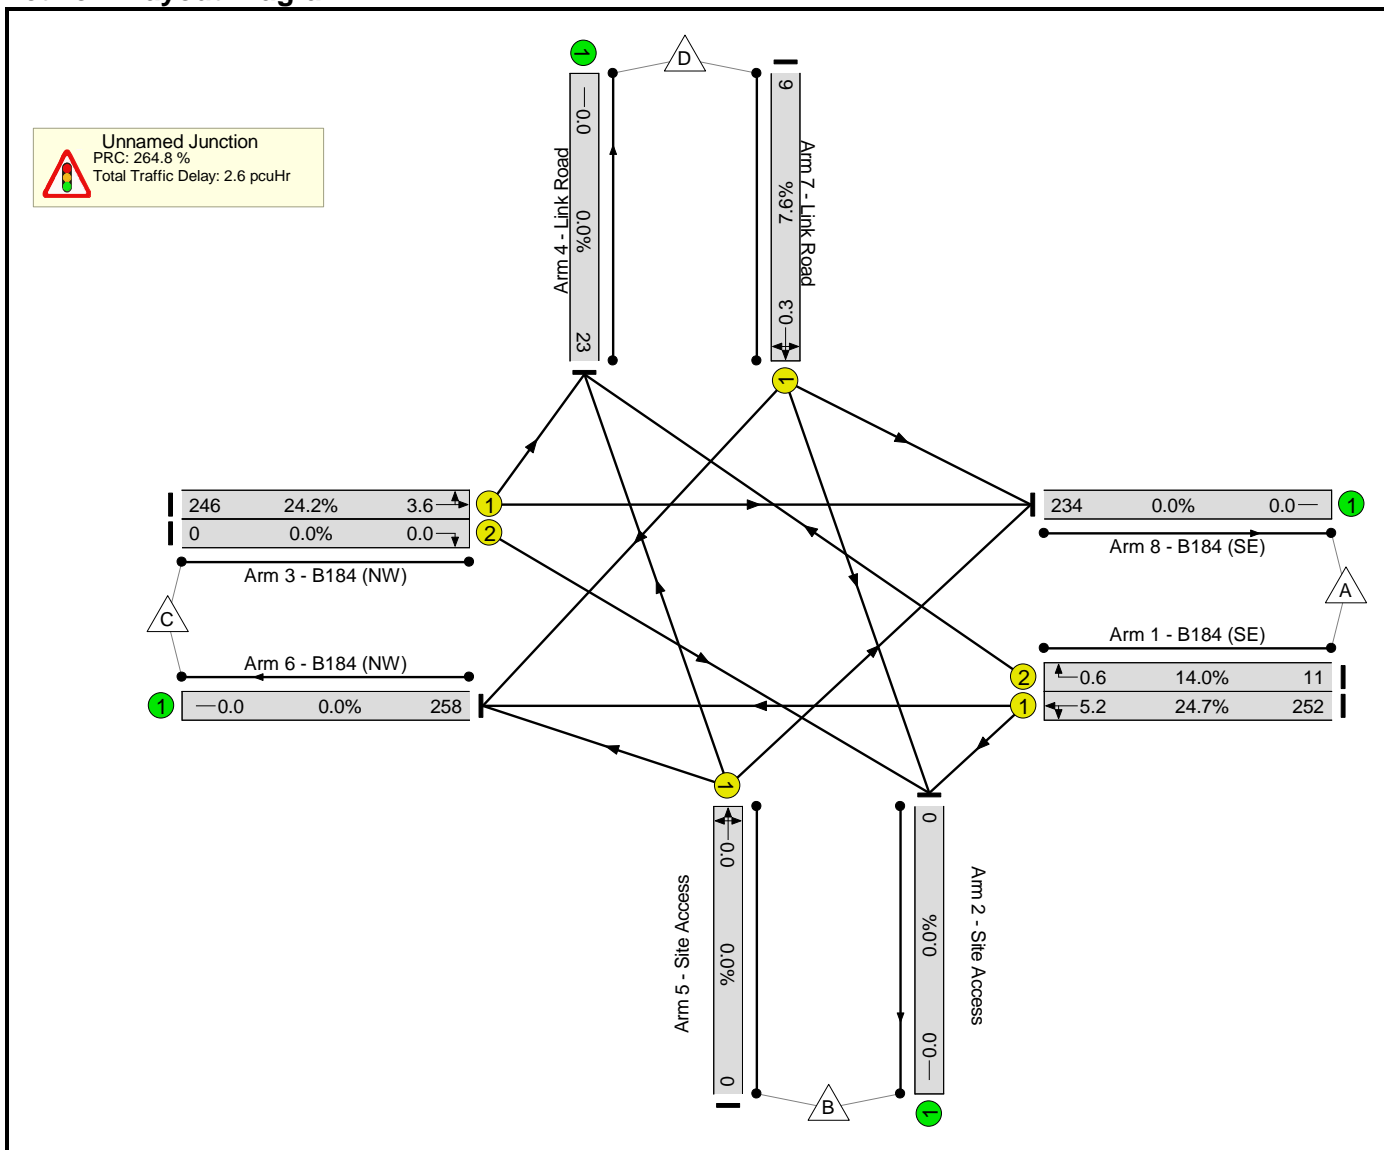 Unnamed Junction
PRC: 264.8 %
Total Traffic Delay: 2.6 pcuHr
1
D
0.0
0.0%
23
Arm 4 - Link Road
9
7.6%
0.3
Arm 7 - Link Road
1
246 24.2% 3.6
1
0 0.0% 0.0
2
Arm 3 - B184 (NW)
C
Arm 6 - B184 (NW)
1
0.0 0.0% 258
234 0.0% 0.0
1
Arm 8 - B184 (SE)
A
Arm 1 - B184 (SE)
2
0.6 14.0% 11
1
5.2 24.7% 252
1
0.0
0.0%
0
Arm 5 - Site Access
0
0.0%
0.0
Arm 2 - Site Access
B
1